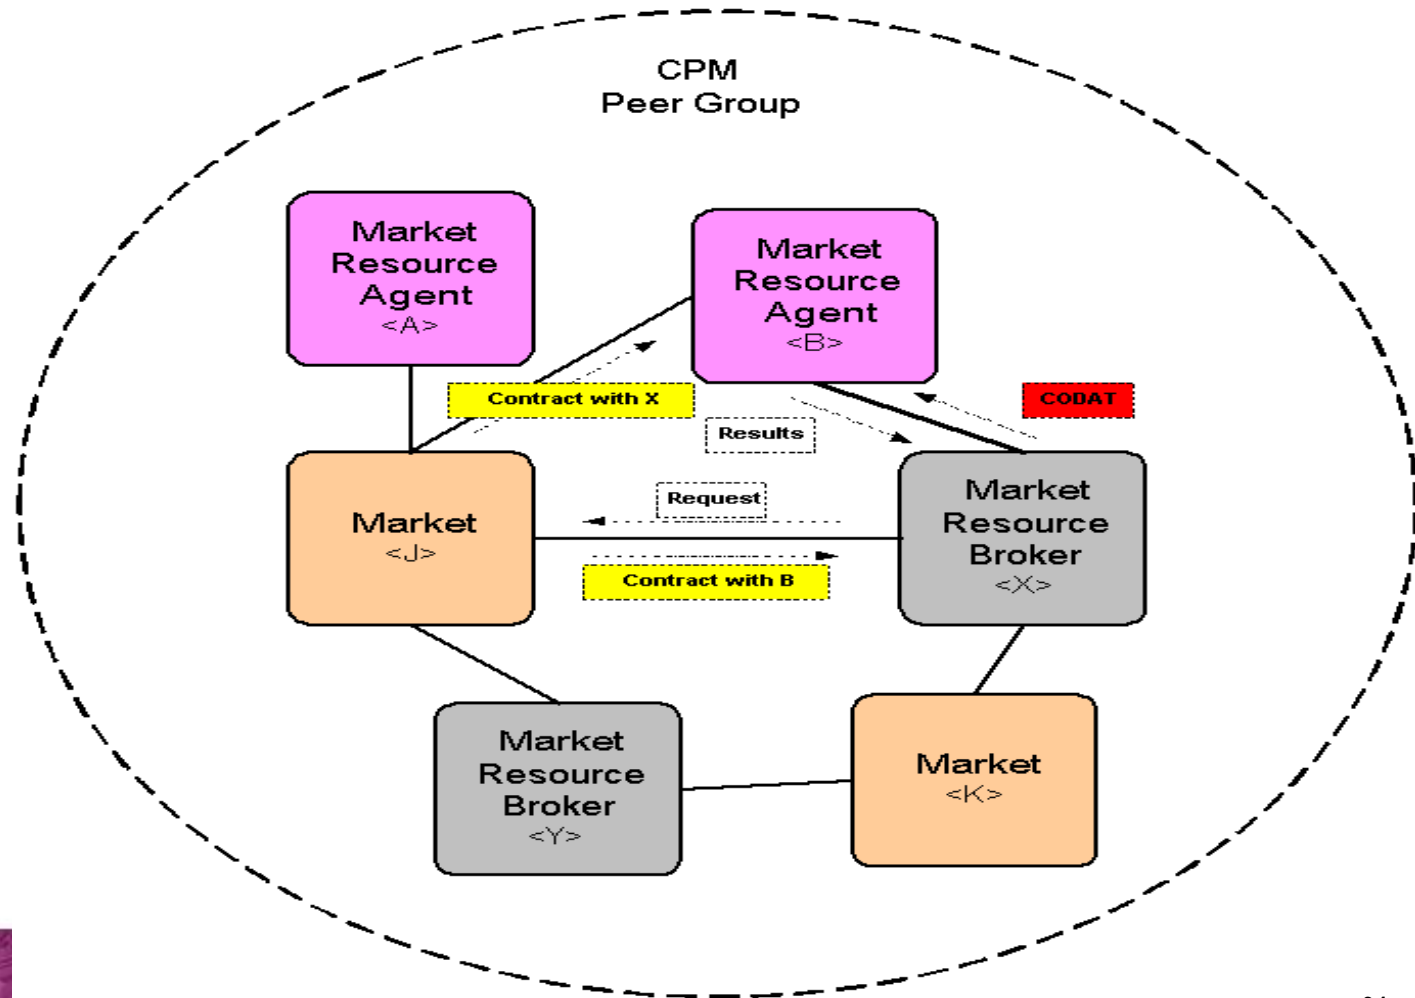 CPM
Peer Group
Market
Resource
Agent
<A>
Market
Resource
Agent
<B>
Contract with X
CODAT
Results
Market
<J>
Request
Contract with B
Market
Resource
Broker
<X>
Market
Resource
Broker
<Y>
Market
<K>